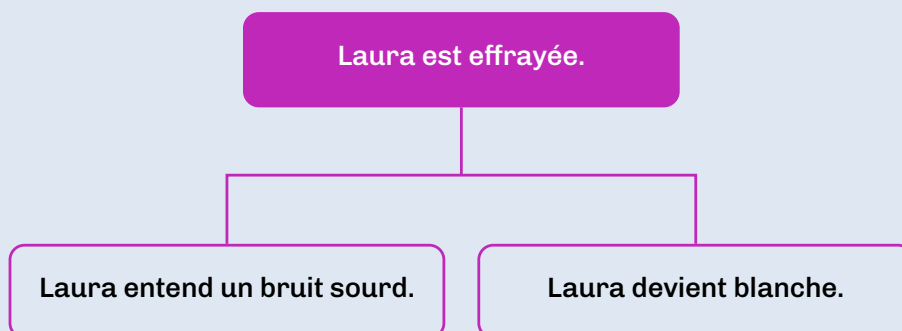 Laura est effrayée.
Laura entend un bruit sourd.
Laura devient blanche.